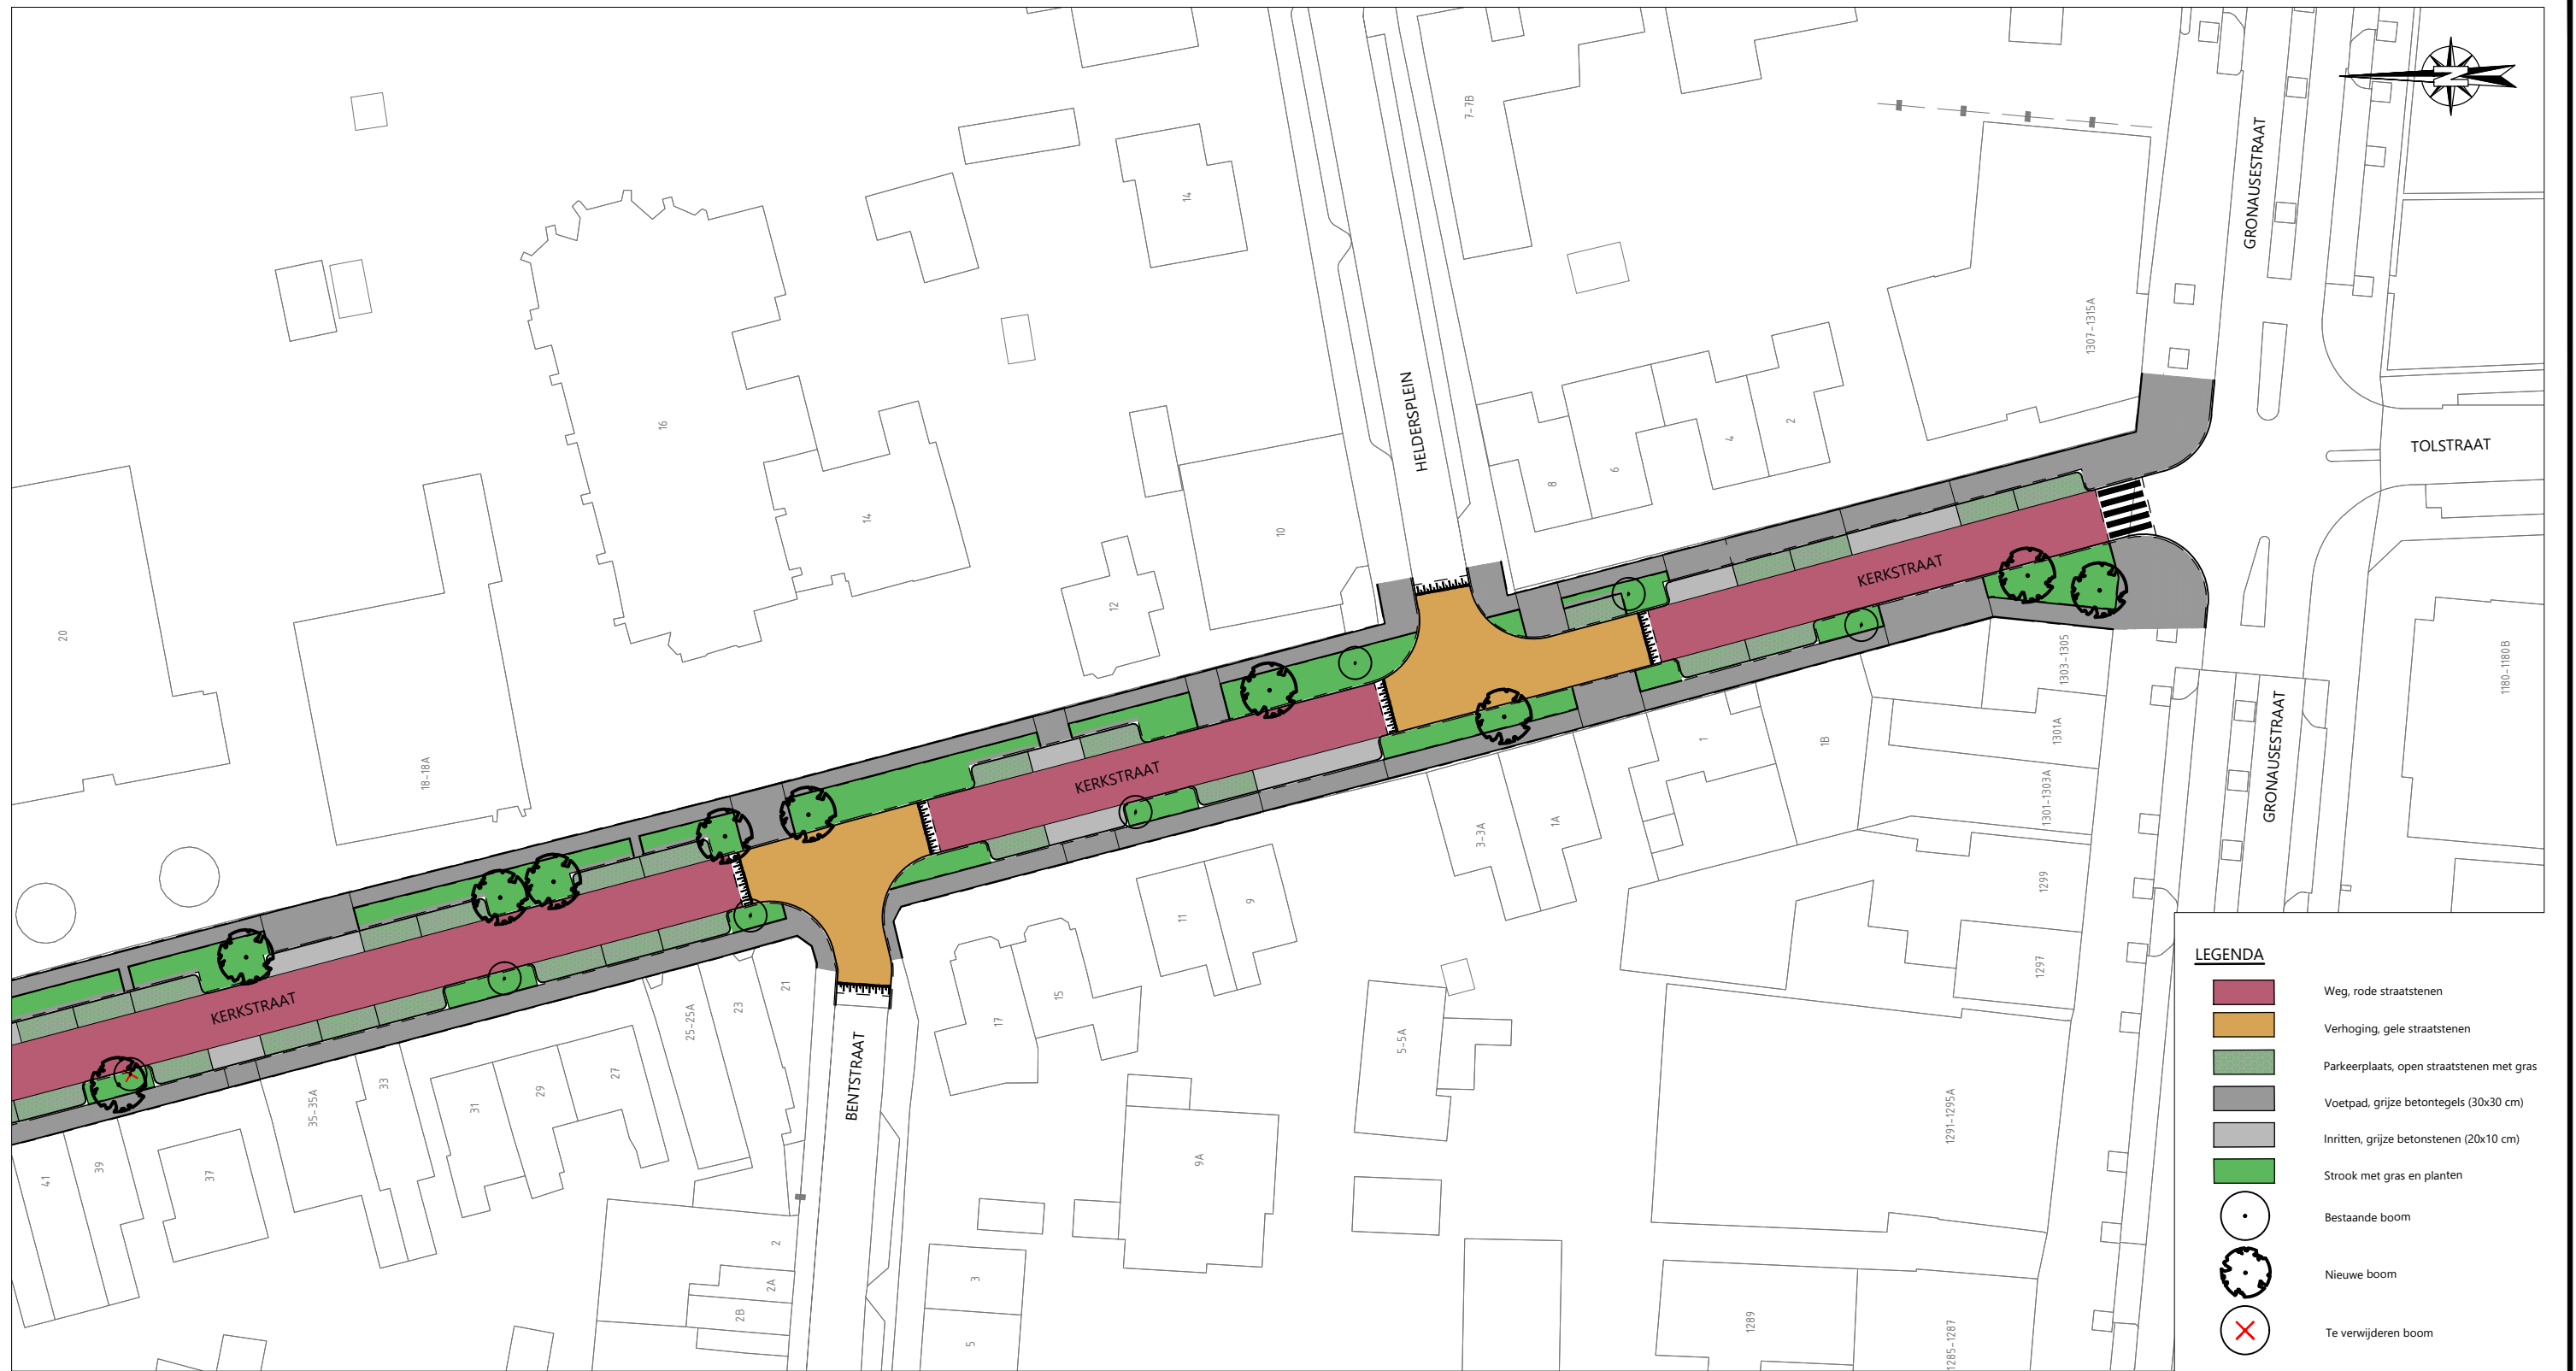 7-7B
GRONAUSESTRAAT
14
1307-1315A
HELDERSPLEIN
16
2
4
6
8
TOLSTRAAT
14
10
20
12
KERKSTRAAT
18-18A
1303-1305
1180-1180B
1301A
1
1B
GRONAUSESTRAAT
KERKSTRAAT
1301-1303A
3-3A
1A
1299
11
9
1297
21
23
25-25A
15
17
KERKSTRAAT
5-5A
BENTSTRAAT
27
29
31
33
35-35A
37
39
41
9A
1291-1295A
2
2A
2B
3
5
1289
1285-1287
LEGENDA
Weg, rode straatstenen
Verhoging, gele straatstenen
Parkeerplaats, open straatstenen met gras
Voetpad, grijze betontegels (30x30 cm)
Inritten, grijze betonstenen (20x10 cm)
Strook met gras en planten
Bestaande boom
Nieuwe boom
Te verwijderen boom